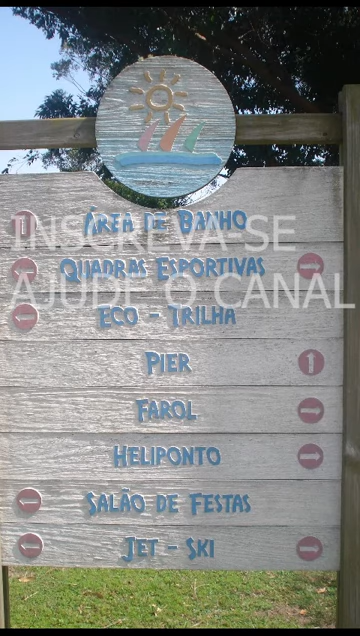 ÁREA DE BANHO
INSCREVA SE
QUADRAS ESPORTIVAS
AJUDE O CANAL
ECO - TRILHA
PIER
FAROL
HELIPONTO
SALÃO DE FESTAS
JET - SKI